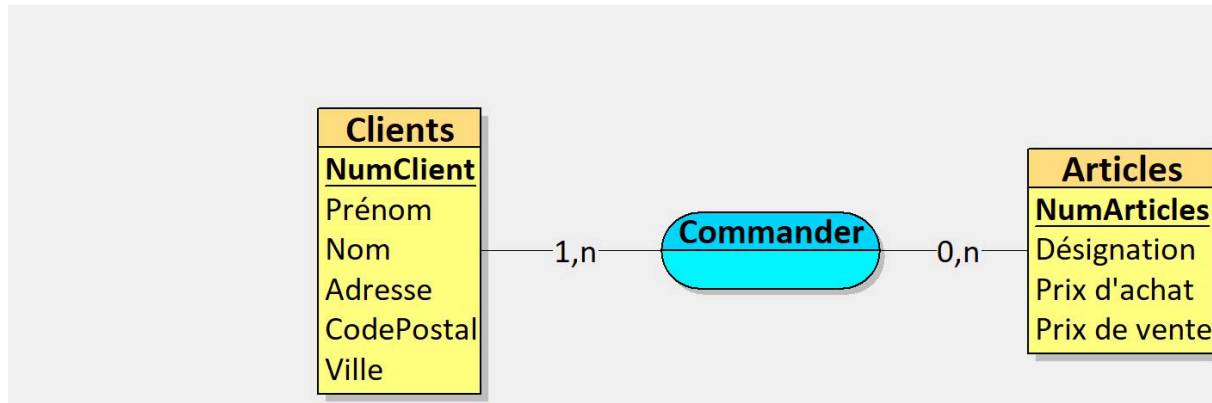 Clients
NumClient
Prénom
Nom
Adresse
CodePostal
Ville
1,n
Commander
0,n
Articles
NumArticles
Désignation
Prix d'achat
Prix de vente